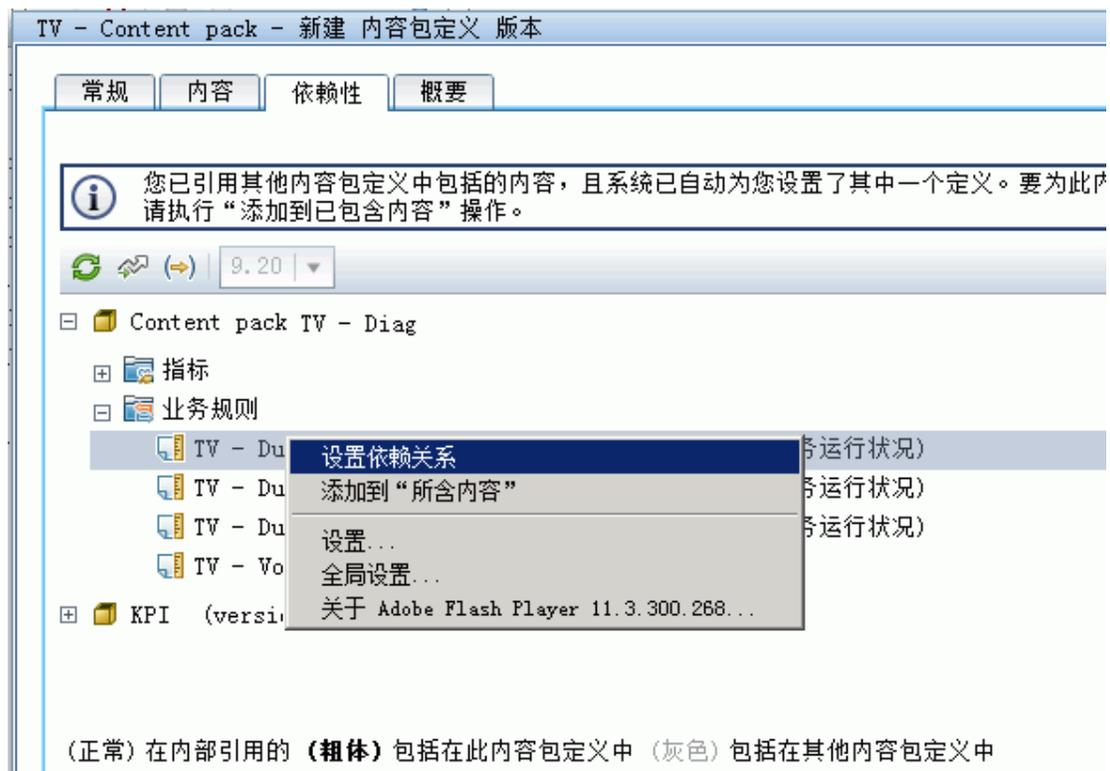 TV - Content pack - 新建 内容包定义 版本
常规 内容 依赖性 概要
您已引用其他内容包定义中包括的内容，且系统已自动为您设置了其中一个定义。要为此内
请执行“添加到已包含内容”操作。
9.20
Content pack TV - Diag
指标
业务规则
TV - Du 务运行状况)
设置依赖关系
添加到“所含内容”
TV - Du 务运行状况)
TV - Du 务运行状况)
设置...
TV - Vo
全局设置...
关于 Adobe Flash Player 11.3.300.268...
KPI (versi
(正常) 在内部引用的 (粗体) 包括在此内容包定义中 (灰色) 包括在其他内容包定义中